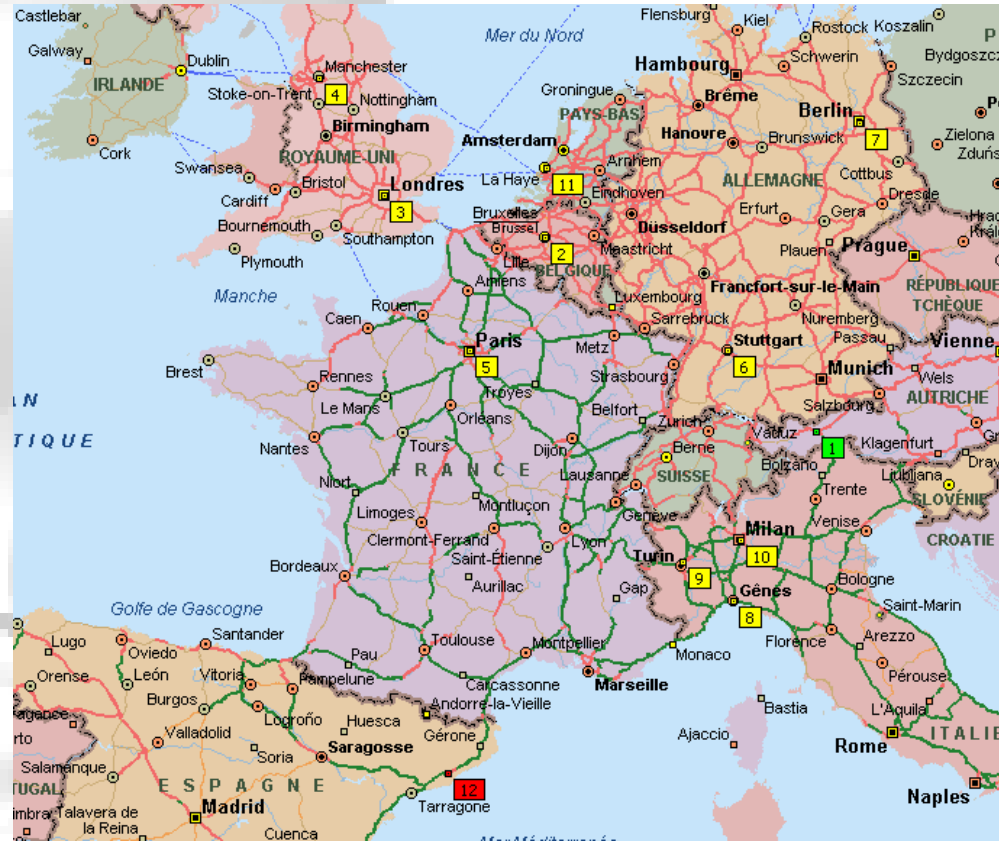 Castlebar
Flensburg
Kiel
Rostock
Koszalin
Galway
Mer du Nord
Schwerin
P
Dublin
Manchester
Hambourg
Bydgoszcz
IRLANDE
Szczecin
Stoke-on-Trent
4
Nottingham
Groningue
Brême
Birmingham
PAYS-BAS
Berlin
Cork
Amsterdam
Hanovre
Brunswick
7
Zielona
ROYAUME-UNI
Arnhem
Zduńs
Swansea
La Haye
11
ALLEMAGNE
Cottbus
Cardiff
Bristol
Londres
Eindhoven
Dresde
3
Bruxelles
Brussel
Erfurt
Gera
Bournemouth
Southampton
Düsseldorf
Plymouth
2
Maastricht
Plauen
Prague
Lille
BELGIQUE
Manche
Amiens
Francfort-sur-le-Main
RÉPUBLIQUE
TCHÈQUE
Rouen
Luxembourg
Caen
Sarrebruck
Nuremberg
Paris
Metz
Stuttgart
Passau
Vienne
Brest
5
6
Rennes
Troyes
Strasbourg
Munich
Wels
AN
Le Mans
Orléans
Belfort
Salzbourg
AUTRICHE
TIQUE
Nantes
Tours
Dijon
Zurich
Vaduz
Klagenfurt
Gr
FRANCE
Berne
1
Drav
Niort
Lausanne
SUISSE
Bolzano
Ljubljana
Montluçon
Trente
SLOVÉNIE
Limoges
Genève
Clermont-Ferrand
Lyon
Milan
Venise
CROATIE
Saint-Étienne
Turin
10
Bordeaux
Aurillac
9
Bologne
Gap
Gênes
Golfe de Gascogne
8
Saint-Marin
Lugo
Santander
Florence
Arezzo
Oviedo
Toulouse
Montpellier
Monaco
Orense
León
Vitoria
Pau
Pampelune
Carcassonne
Marseille
Pérouse
Burgos
Andorre-la-Vieille
Bastia
L'Aquila
Logroño
Huesca
Gérone
Ajaccio
ITALIE
Valladolid
Soria
Saragosse
Rome
Salamanque
ESPAGNE
12
TUGAL
Tarragone
Naples
Madrid
Talavera de
la Reina
Cuenca